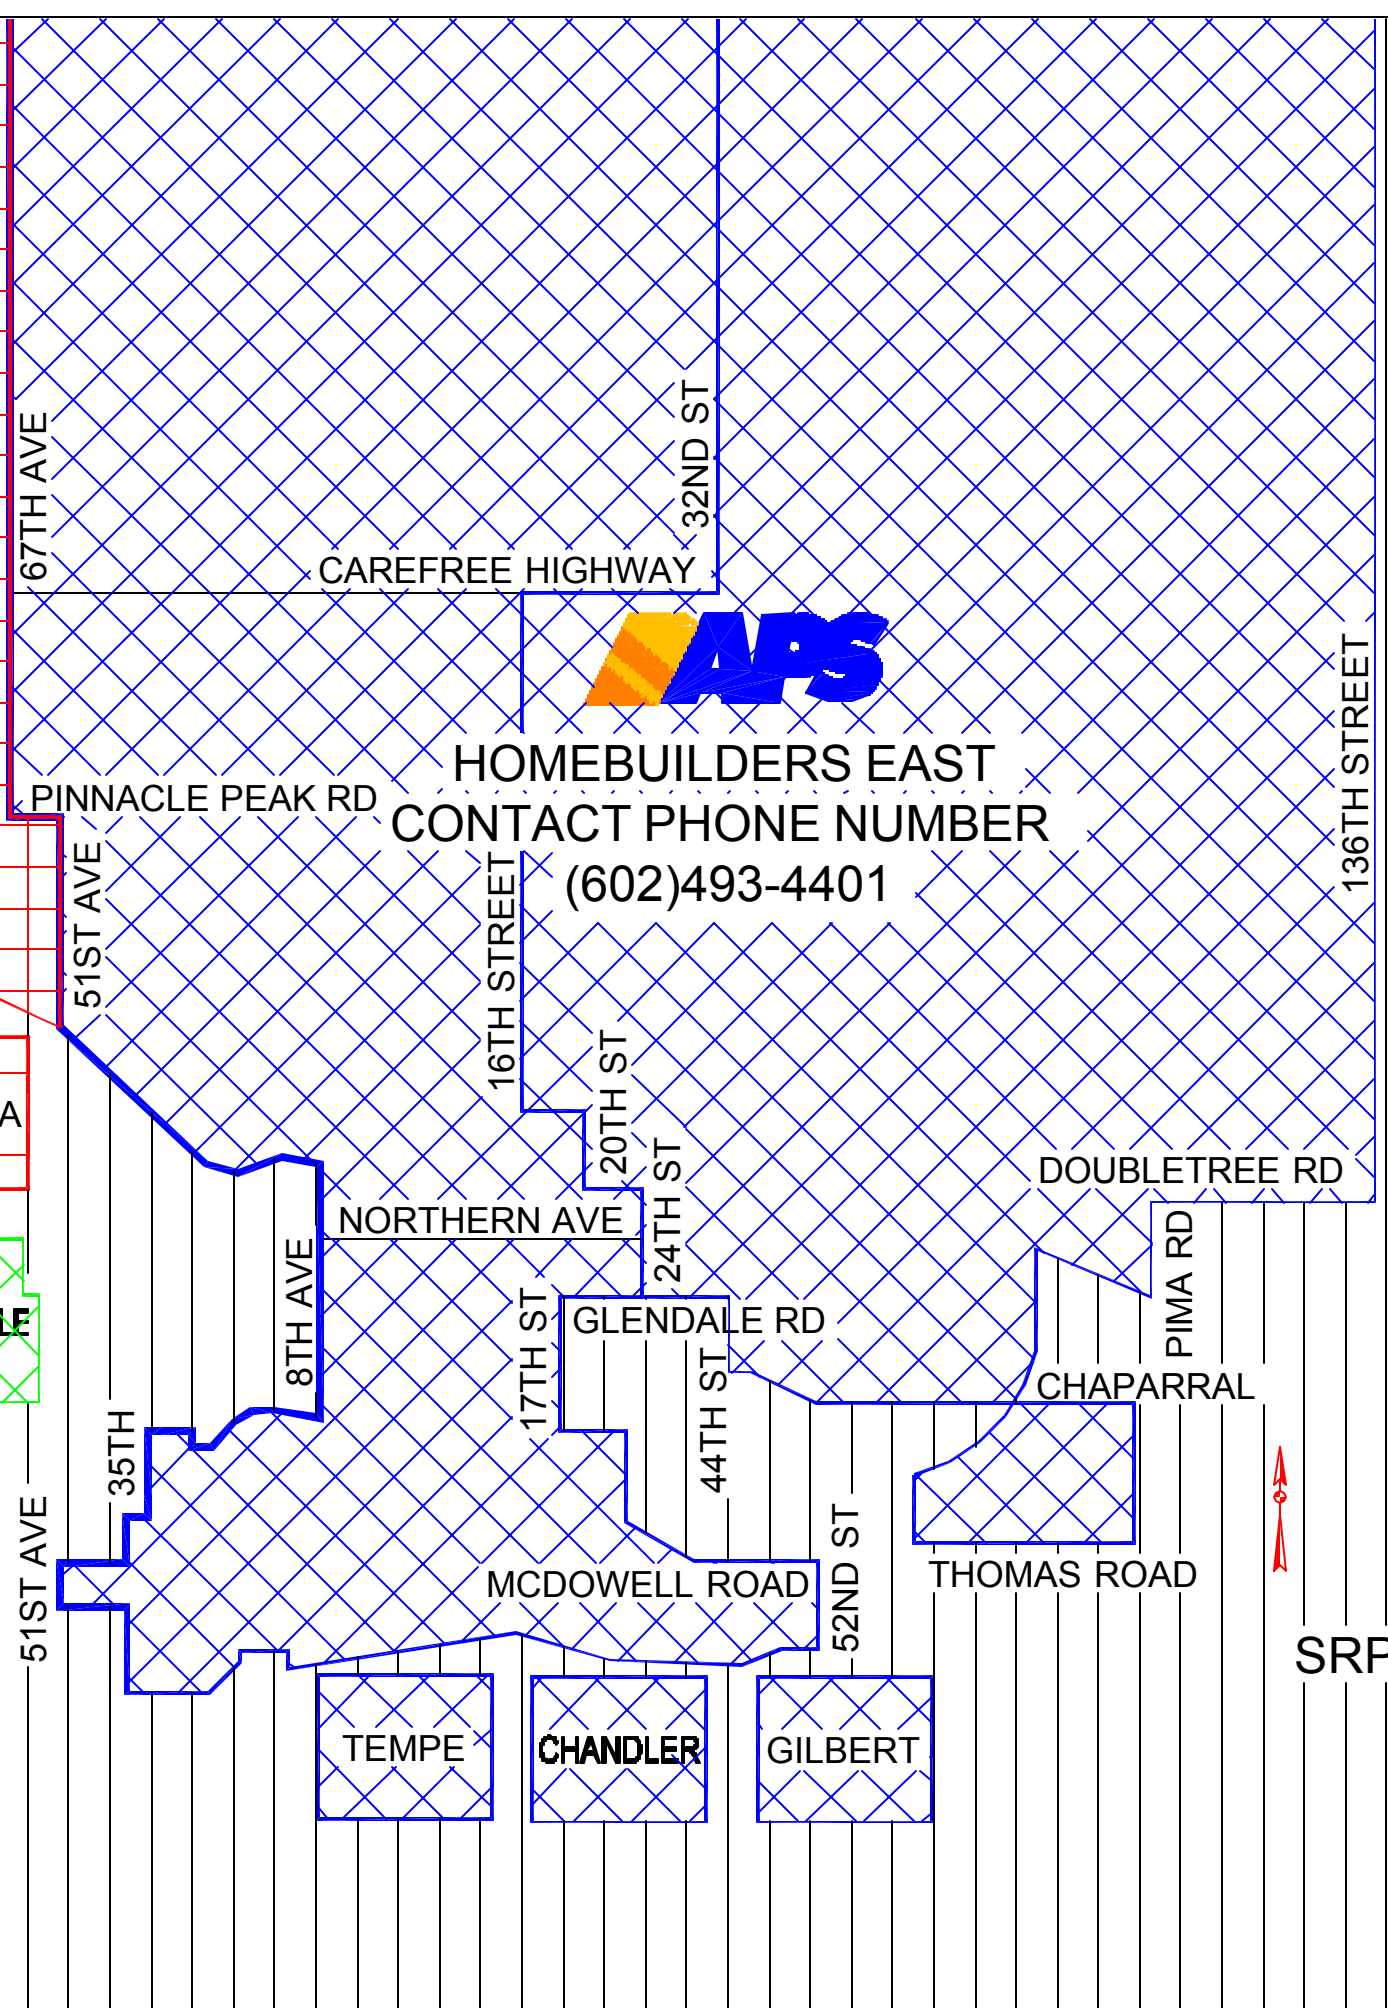 67TH AVE
32ND ST
CAREFREE HIGHWAY
APS
136TH STREET
HOMEBUILDERS EAST
CONTACT PHONE NUMBER
(602)493-4401
PINNACLE PEAK RD
51ST AVE
16TH STREET
20TH ST
A
24TH ST
DOUBLETREE RD
NORTHERN AVE
PIMA RD
8TH AVE
17TH ST
GLENDALE RD
LE
44TH ST
CHAPARRAL
35TH
51ST AVE
52ND ST
MCDOWELL ROAD
THOMAS ROAD
SRP
TEMPE
CHANDLER
GILBERT